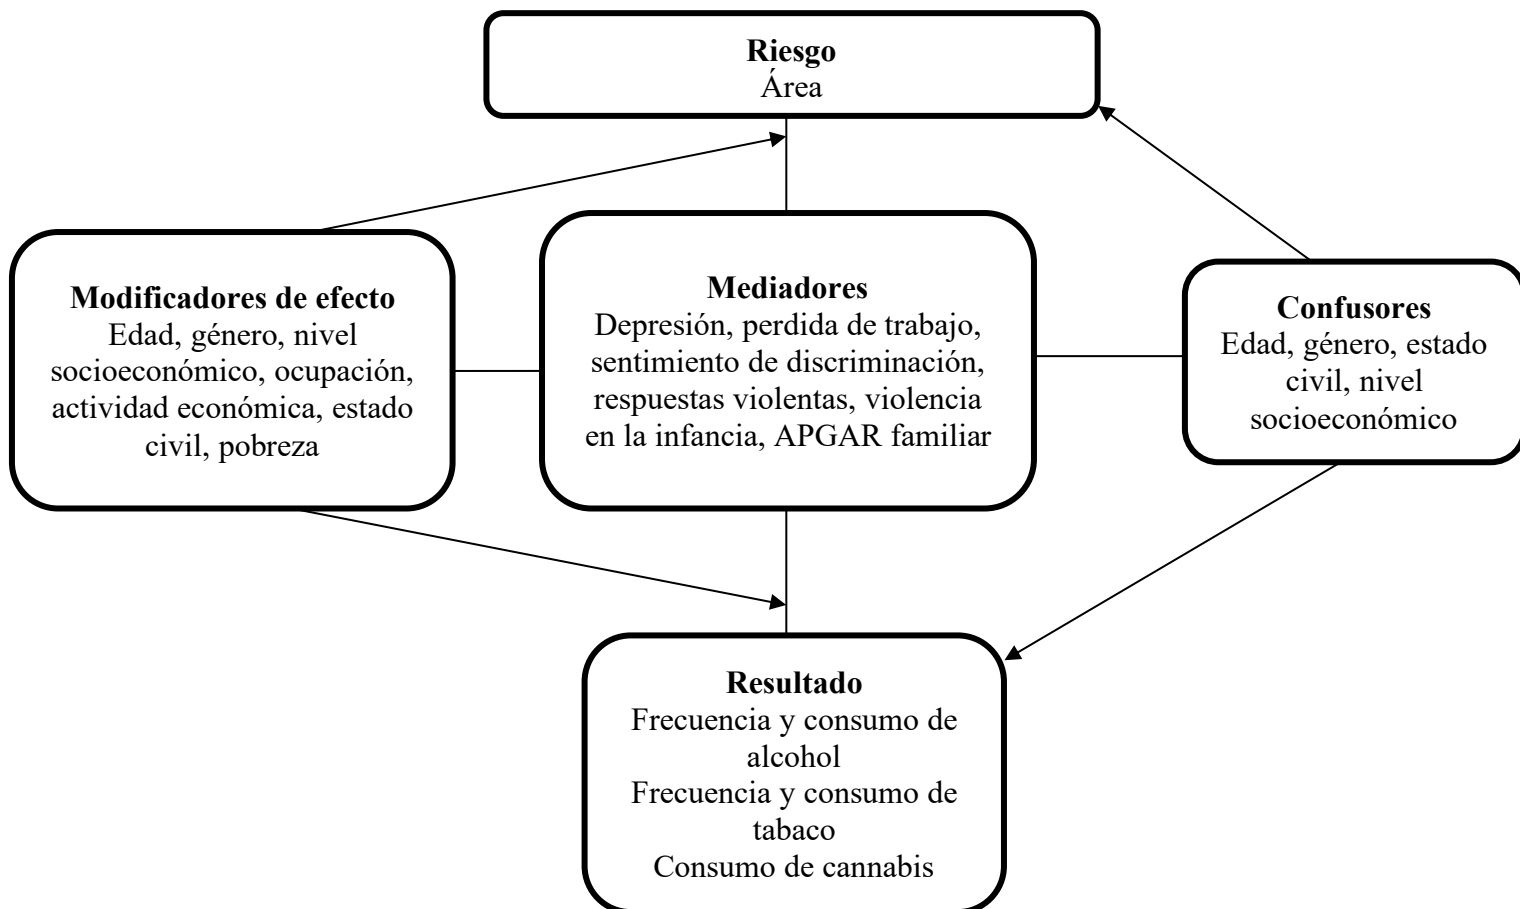 Riesgo
Área
Modificadores de efecto
Edad, género, nivel
socioeconómico, ocupación,
actividad económica, estado
civil, pobreza
Mediadores
Depresión, perdida de trabajo,
sentimiento de discriminación,
respuestas violentas, violencia
en la infancia, APGAR familiar
Confusores
Edad, género, estado
civil, nivel
socioeconómico
Resultado
Frecuencia y consumo de
alcohol
Frecuencia y consumo de
tabaco
Consumo de cannabis